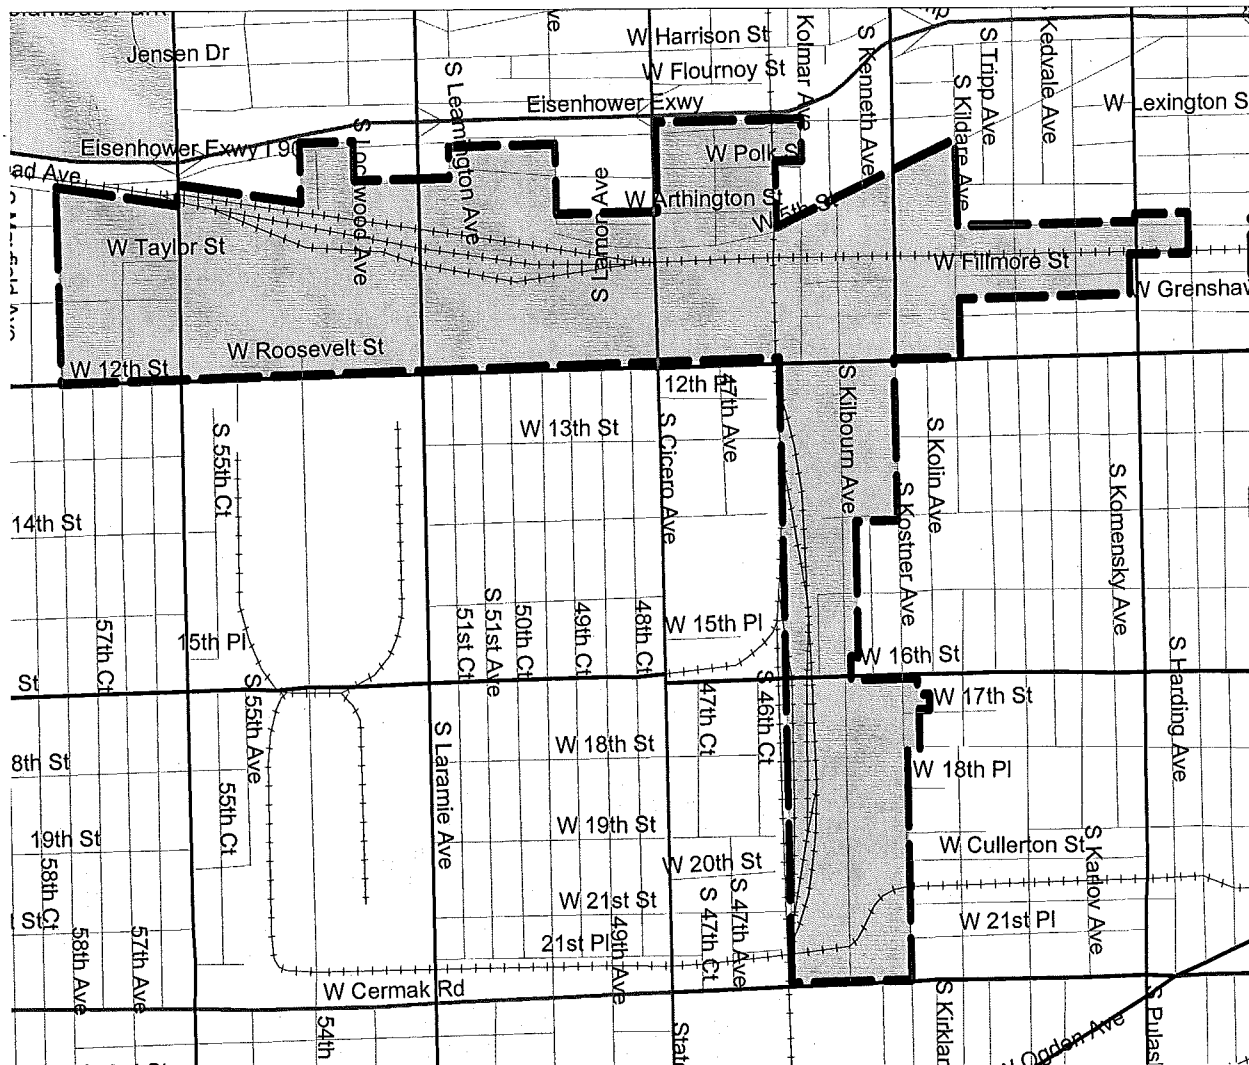 Jensen Dr
W Harrison St
W Flournoy St
Eisenhower Exwy
Kolmar Ave
S Kenneth Ave
S Tripp Ave
Kedvale Ave
S Kildare Ave
W Lexington S
Eisenhower Exwy I 90
ad Ave
S Leamington Ave
S Lockwood Ave
W Polk S
W Arthington St
W 5th St
S Lamon Ave
W Taylor St
W Fillmore St
W Grenshaw
W Roosevelt St
W 12th St
12th Pl
47th Ave
S Kilbourn Ave
W 13th St
S Cicero Ave
S 55th Ct
S Kolin Ave
S Kostner Ave
S Komensky Ave
14th St
57th Ct
15th Pl
51st Ct
S 51st Ave
50th Ct
49th Ct
48th Ct
W 15th Pl
W 16th St
St
S 55th Ave
47th Ct
S 46th Ct
W 17th St
S Harding Ave
S Laramie Ave
W 18th St
W 18th Pl
8th St
55th Ct
19th St
W 19th St
W Cullerton St
S Karlov Ave
58th Ct
W 20th St
W 21st St
S 47th Ct
S 47th Ave
W 21st Pl
St
58th Ave
57th Ave
21st Pl
49th Ave
W Cermak Rd
54th
State
S Kirklan
W Ogden Ave
S Pulas